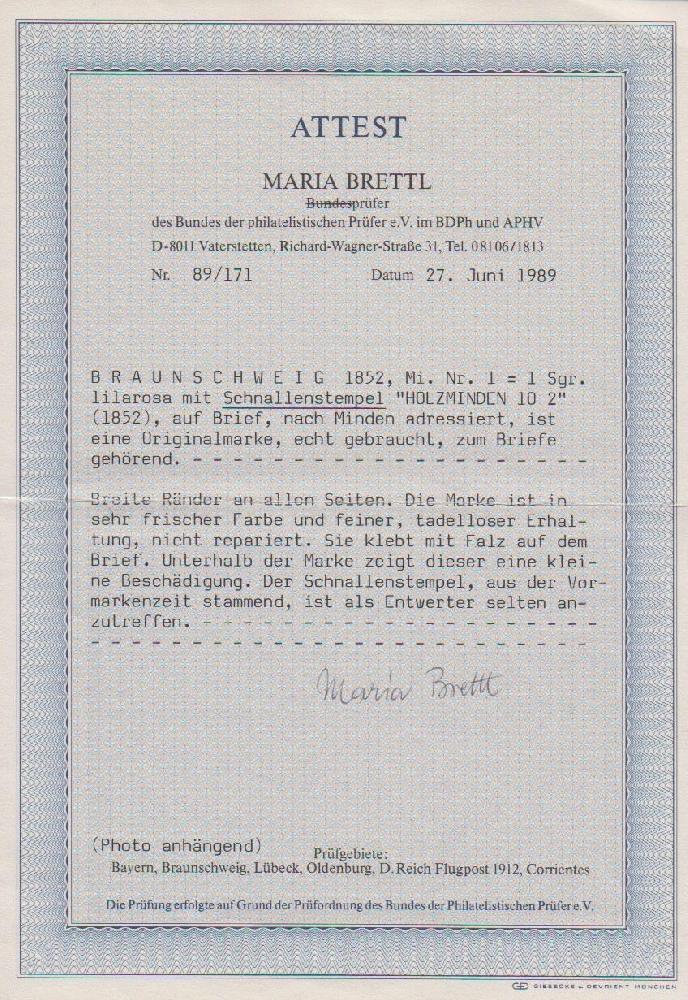 ATTEST
MARIA BRETTL
Bundesprüfer
des Bundes der philatelistischen Prüfer e.V. im BDPh und APHV
D-8011 Vaterstetten, Richard-Wagner-Straße 31, Tel. 08106/1813
Nr. 89/171 Datum 27. Juni 1989
B R A U N S C H W E I G 1852, Mi. Nr. 1 = 1 Sgr.
lilarosa mit Schnallenstempel "HOLZMINDEN 10 2"
(1852), auf Brief, nach Minden adressiert, ist
eine Originalmarke, echt gebraucht, zum Briefe
gehörend. - - - - - - - - - - - - - - - - - - - -
Breite Ränder an allen Seiten. Die Marke ist in
sehr frischer Farbe und feiner, tadelloser Erhal-
tung, nicht repariert. Sie klebt mit Falz auf dem
Brief. Unterhalb der Marke zeigt dieser eine klei-
ne Beschädigung. Der Schnallenstempel, aus der Vor-
markenzeit stammend, ist als Entwerter selten an-
zutreffen. - - - - - - - - - - - - - - - - - - - -
- - - - - - - - - - - - - - - - - - - - - - - - -
Maria Brettl
(Photo anhängend)
Prüfgebiete:
Bayern, Braunschweig, Lübeck, Oldenburg, D. Reich Flugpost 1912, Corrientes
Die Prüfung erfolgte auf Grund der Prüfordnung des Bundes der Philatelistischen Prüfer e.V.
GIESECKE & DEVRIENT MÜNCHEN